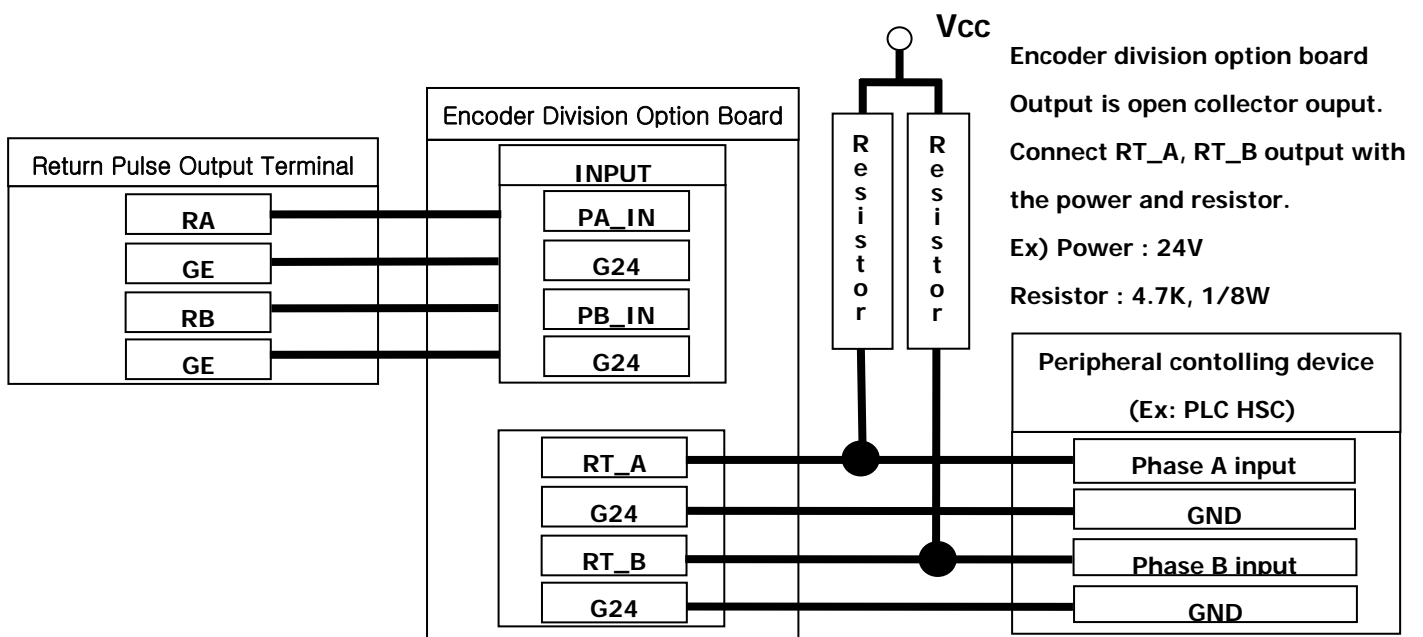 Vcc
Encoder division option board
Output is open collector ouput.
Connect RT_A, RT_B output with
the power and resistor.
Ex) Power : 24V
Resistor : 4.7K, 1/8W
Return Pulse Output Terminal
RA
GE
RB
GE
Encoder Division Option Board
INPUT
PA_IN
G24
PB_IN
G24
RT_A
G24
RT_B
G24
Resistor
Resistor
Peripheral contolling device
(Ex: PLC HSC)
Phase A input
GND
Phase B input
GND